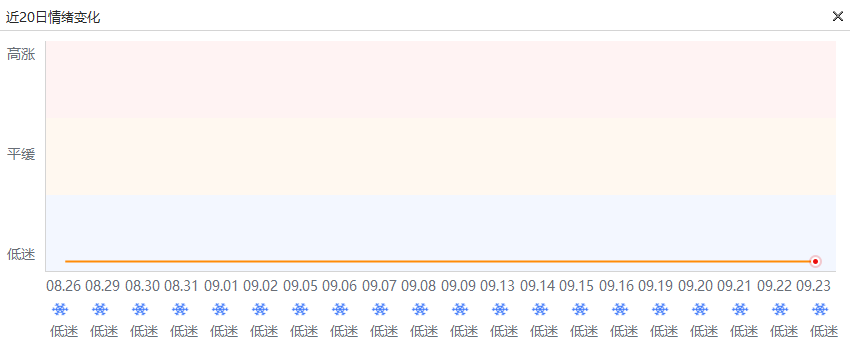 近20日情绪变化
高涨
平缓
低迷
08.26 08.29 08.30 08.31 09.01 09.02 09.05 09.06 09.07 09.08 09.09 09.13 09.14 09.15 09.16 09.19 09.20 09.21 09.22 09.23
低迷 低迷 低迷 低迷 低迷 低迷 低迷 低迷 低迷 低迷 低迷 低迷 低迷 低迷 低迷 低迷 低迷 低迷 低迷 低迷